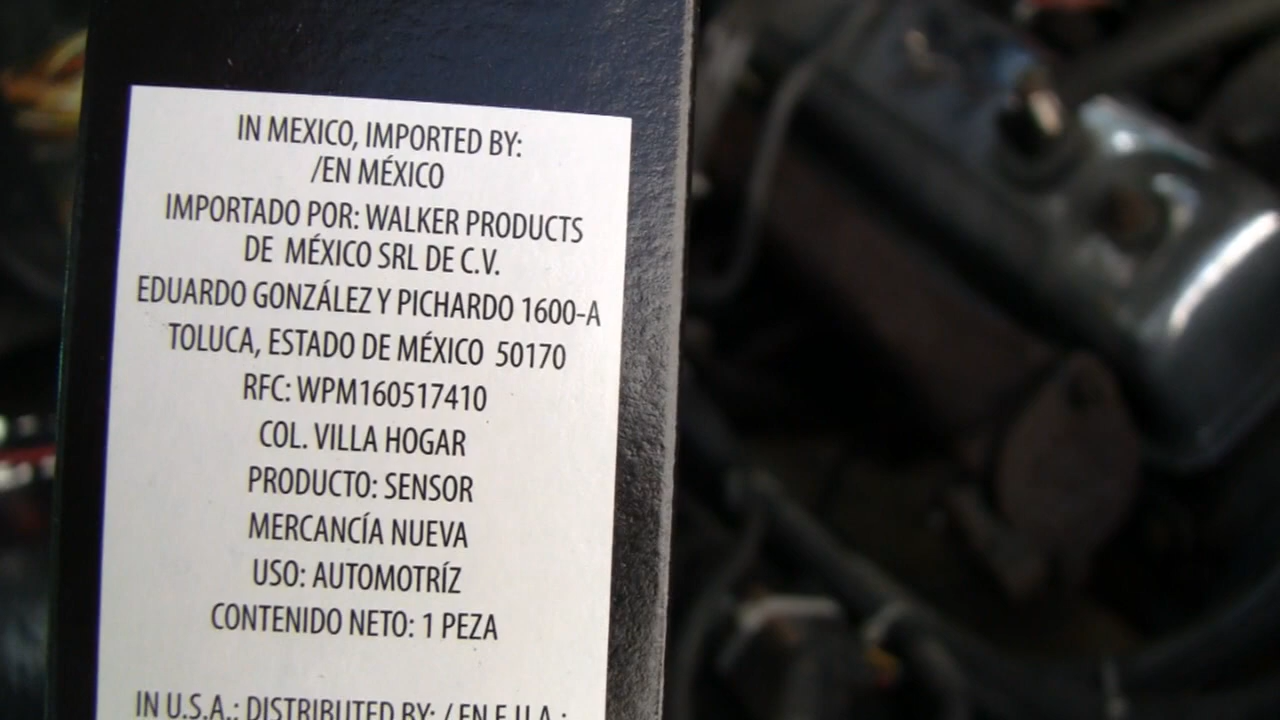 IN MEXICO, IMPORTED BY:
/EN MÉXICO
IMPORTADO POR: WALKER PRODUCTS
DE MÉXICO SRL DE C.V.
EDUARDO GONZÁLEZ Y PICHARDO 1600-A
TOLUCA, ESTADO DE MÉXICO 50170
RFC: WPM160517410
COL. VILLA HOGAR
PRODUCTO: SENSOR
MERCANCÍA NUEVA
USO: AUTOMOTRÍZ
CONTENIDO NETO: 1 PEZA
IN U.S.A.: DISTRIBUTED BY: / EN E.U.A.: